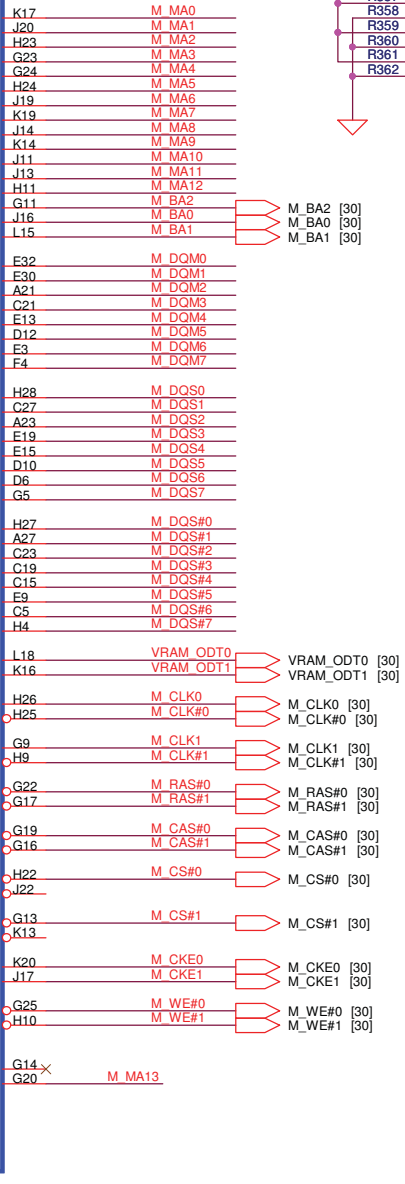 R358
R359
R360
R361
R362
K17 M_MA0
J20 M_MA1
H23 M_MA2
G23 M_MA3
G24 M_MA4
H24 M_MA5
J19 M_MA6
K19 M_MA7
J14 M_MA8
K14 M_MA9
J11 M_MA10
J13 M_MA11
H11 M_MA12
G11 M_BA2 M_BA2 [30]
J16 M_BA0 M_BA0 [30]
L15 M_BA1 M_BA1 [30]
E32 M_DQM0
E30 M_DQM1
A21 M_DQM2
C21 M_DQM3
E13 M_DQM4
D12 M_DQM5
E3 M_DQM6
F4 M_DQM7
H28 M_DQS0
C27 M_DQS1
A23 M_DQS2
E19 M_DQS3
E15 M_DQS4
D10 M_DQS5
D6 M_DQS6
G5 M_DQS7
H27 M_DQS#0
A27 M_DQS#1
C23 M_DQS#2
C19 M_DQS#3
C15 M_DQS#4
E9 M_DQS#5
C5 M_DQS#6
H4 M_DQS#7
L18 VRAM_ODT0 VRAM_ODT0 [30]
K16 VRAM_ODT1 VRAM_ODT1 [30]
H26 M_CLK0 M_CLK0 [30]
H25 M_CLK#0 M_CLK#0 [30]
G9 M_CLK1 M_CLK1 [30]
H9 M_CLK#1 M_CLK#1 [30]
G22 M_RAS#0 M_RAS#0 [30]
G17 M_RAS#1 M_RAS#1 [30]
G19 M_CAS#0 M_CAS#0 [30]
G16 M_CAS#1 M_CAS#1 [30]
H22 M_CS#0 M_CS#0 [30]
J22
G13 M_CS#1 M_CS#1 [30]
K13
K20 M_CKE0 M_CKE0 [30]
J17 M_CKE1 M_CKE1 [30]
G25 M_WE#0 M_WE#0 [30]
H10 M_WE#1 M_WE#1 [30]
G14
G20 M_MA13